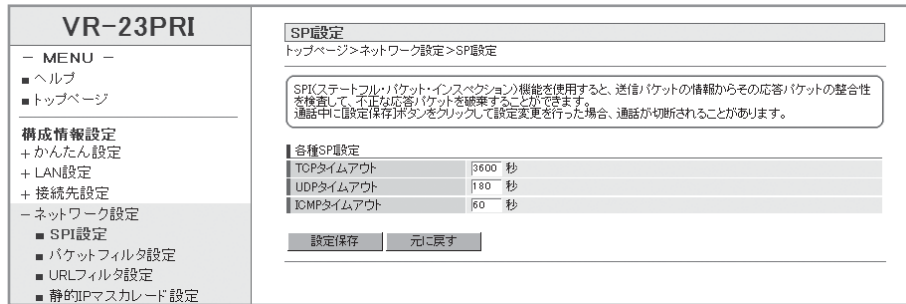 VR-23PRI
− MENU −
■ヘルプ
■トップページ
構成情報設定
+かんたん設定
+LAN設定
+接続先設定
−ネットワーク設定
■SPI設定
■パケットフィルタ設定
■URLフィルタ設定
■静的IPマスカレード設定
SPI設定
トップページ>ネットワーク設定>SPI設定
SPI(ステートフル・パケット・インスペクション)機能を使用すると、送信パケットの情報からその応答パケットの整合性
を検査して、不正な応答パケットを破棄することができます。
通話中に[設定保存]ボタンをクリックして設定変更を行った場合、通話が切断されることがあります。
各種SPI設定
TCPタイムアウト 3600 秒
UDPタイムアウト 180 秒
ICMPタイムアウト 60 秒
設定保存 元に戻す